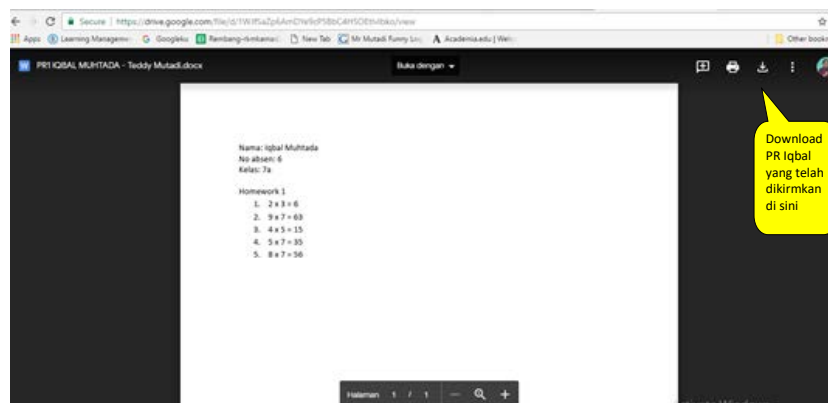 Secure | https://drive.google.com/file/d/
Apps Learning Managemen Googleku New Tab Mr Mutadi Funny Academia.edu | Wel Other book
PR1 IQBAL MUHTADA - Teddy Mutadi.docx
Buka dengan
Nama: Iqbal Muhtada
No absen: 6
Kelas: 7a
Homework 1
1. 2 x 3 = 6
2. 9 x 7 = 63
3. 4 x 5 = 15
4. 5 x 7 = 35
5. 8 x 7 = 56
Download
PR Iqbal
yang telah
dikirmkan
di sini
Halaman 1 / 1